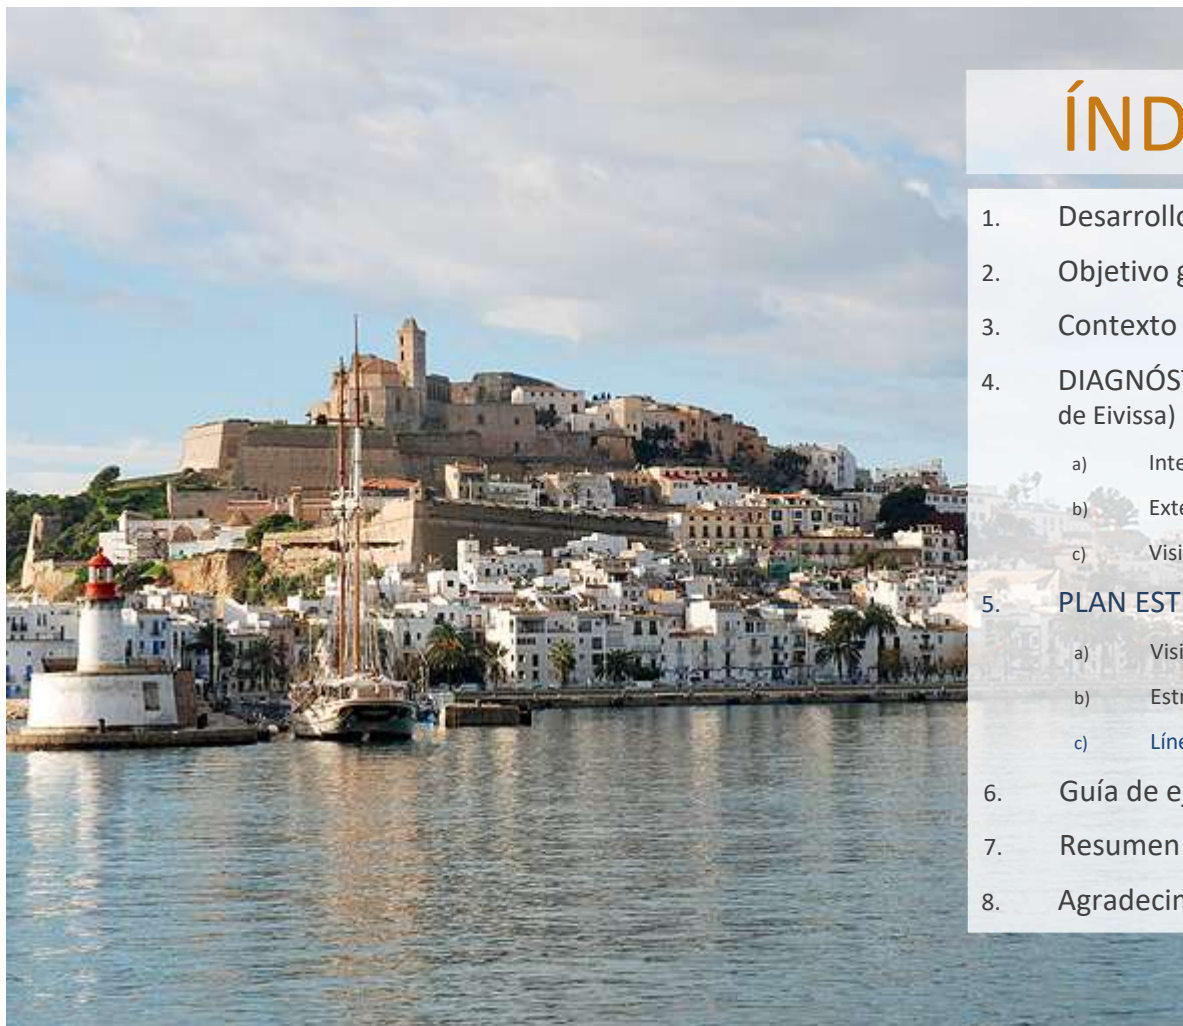 ÍND
1. Desarrollo
2. Objetivo g
3. Contexto
4. DIAGNÓST
de Eivissa)
a) Inte
b) Exte
c) Visi
5. PLAN EST
a) Visi
b) Estr
c) Líne
6. Guía de ej
7. Resumen
8. Agradecim